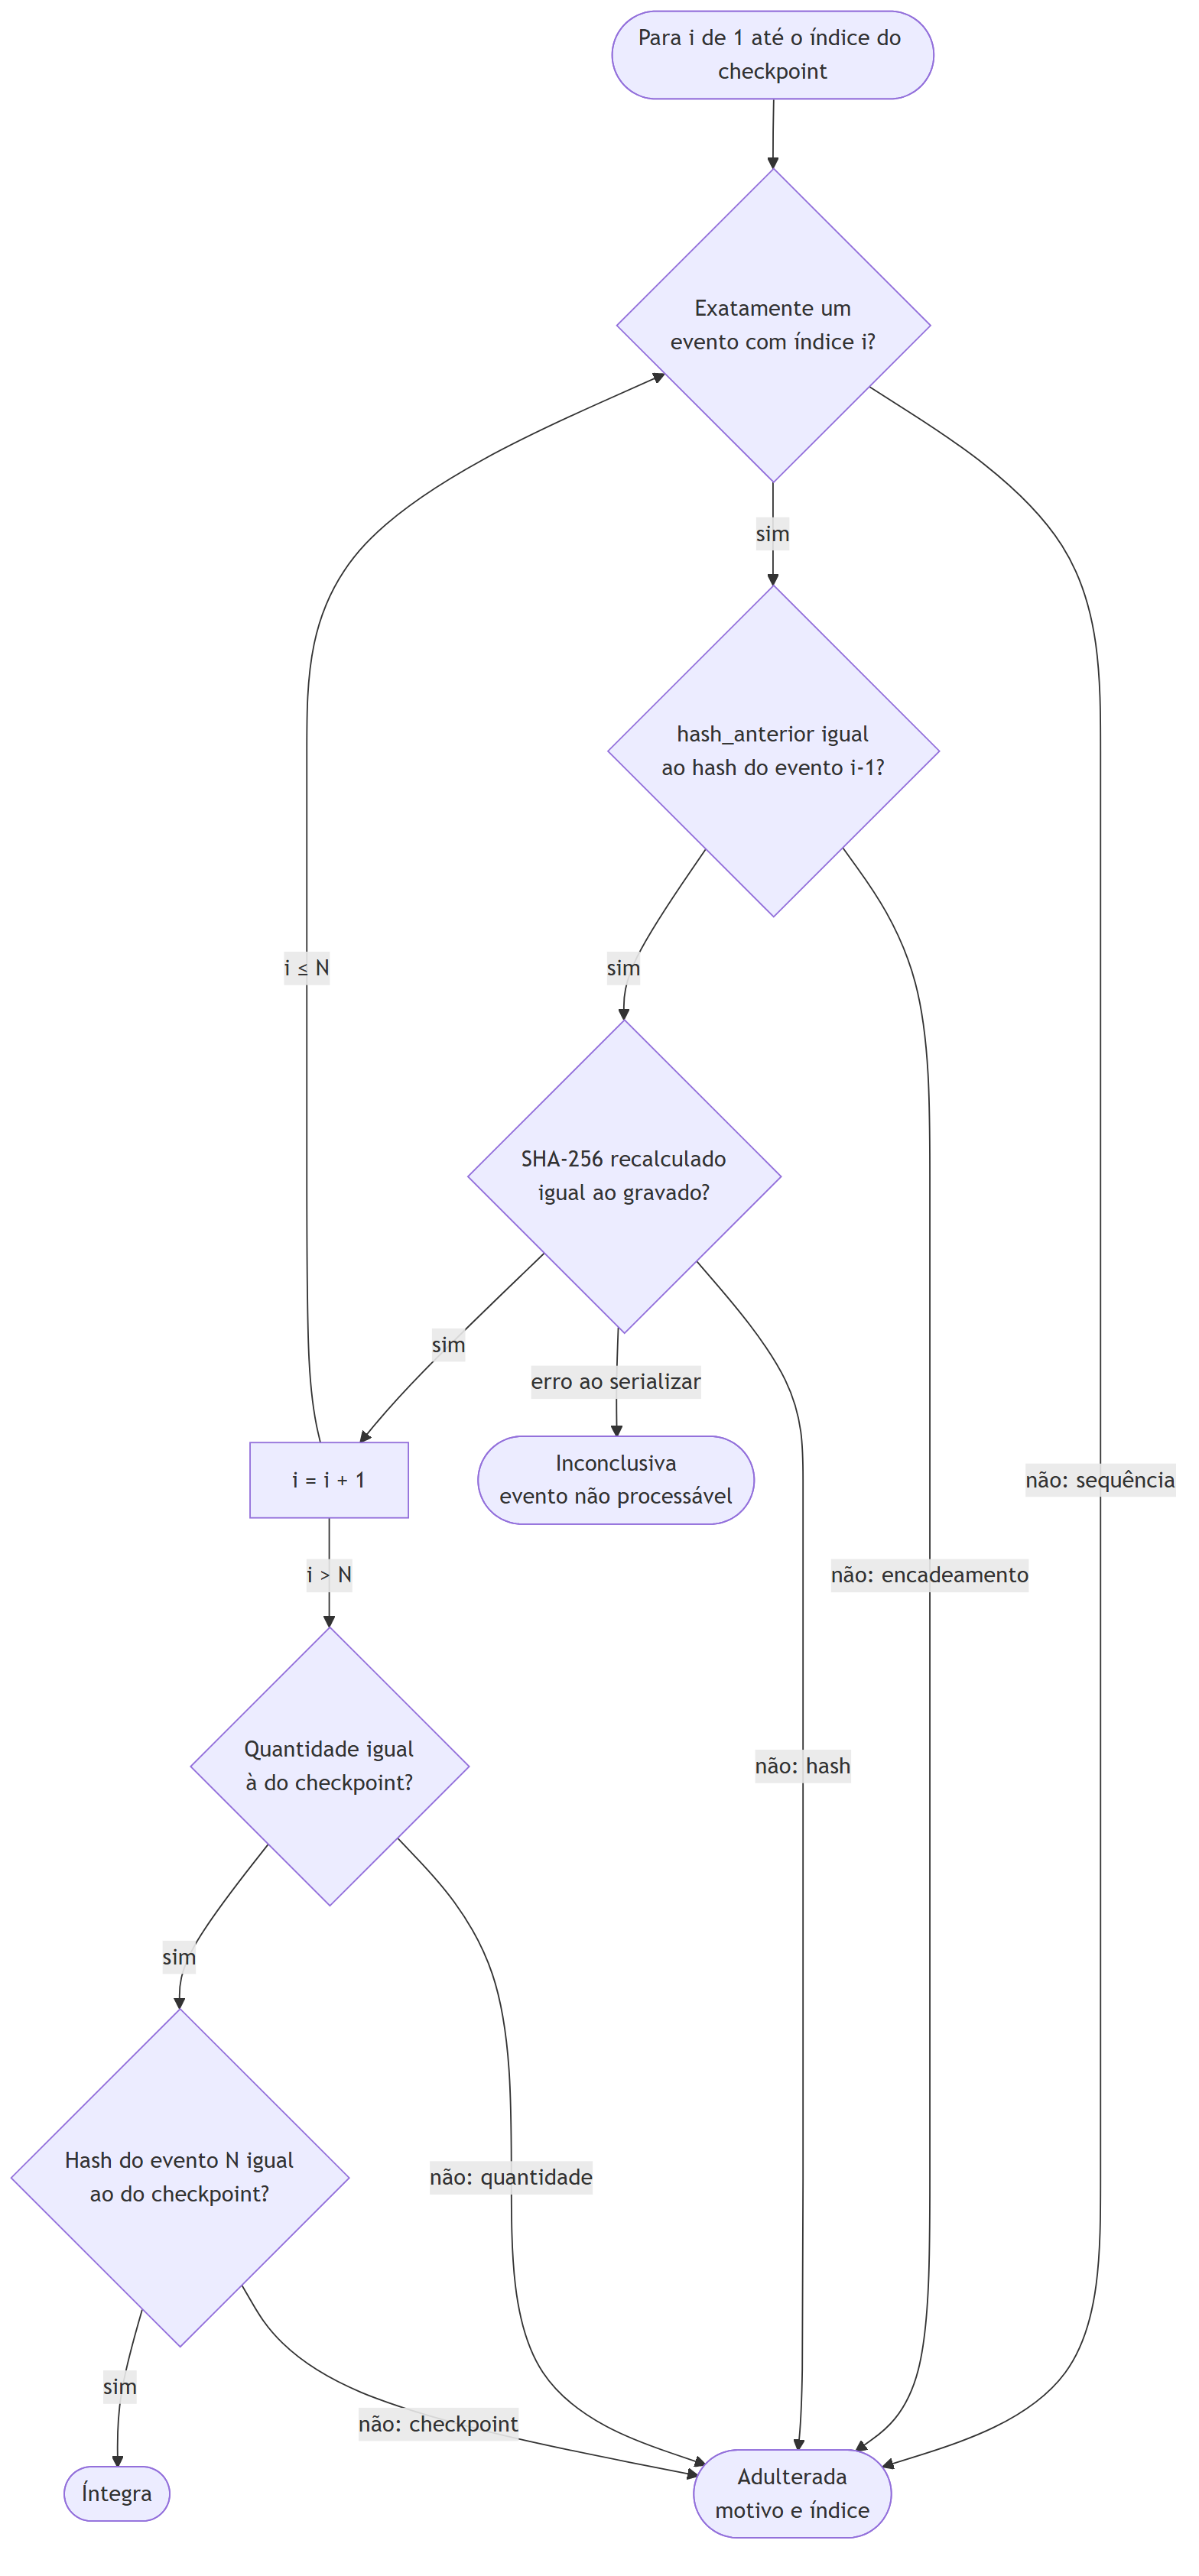 Para i de 1 até o índice do
checkpoint
Exatamente um
evento com índice i?
sim
hash_anterior igual
ao hash do evento i-1?
i ≤ N
sim
SHA-256 recalculado
igual ao gravado?
sim
erro ao serializar
i = i + 1
Inconclusiva
evento não processável
não: sequência
i > N
não: encadeamento
Quantidade igual
à do checkpoint?
não: hash
sim
Hash do evento N igual
ao do checkpoint?
não: quantidade
sim
não: checkpoint
Íntegra
Adulterada
motivo e índice